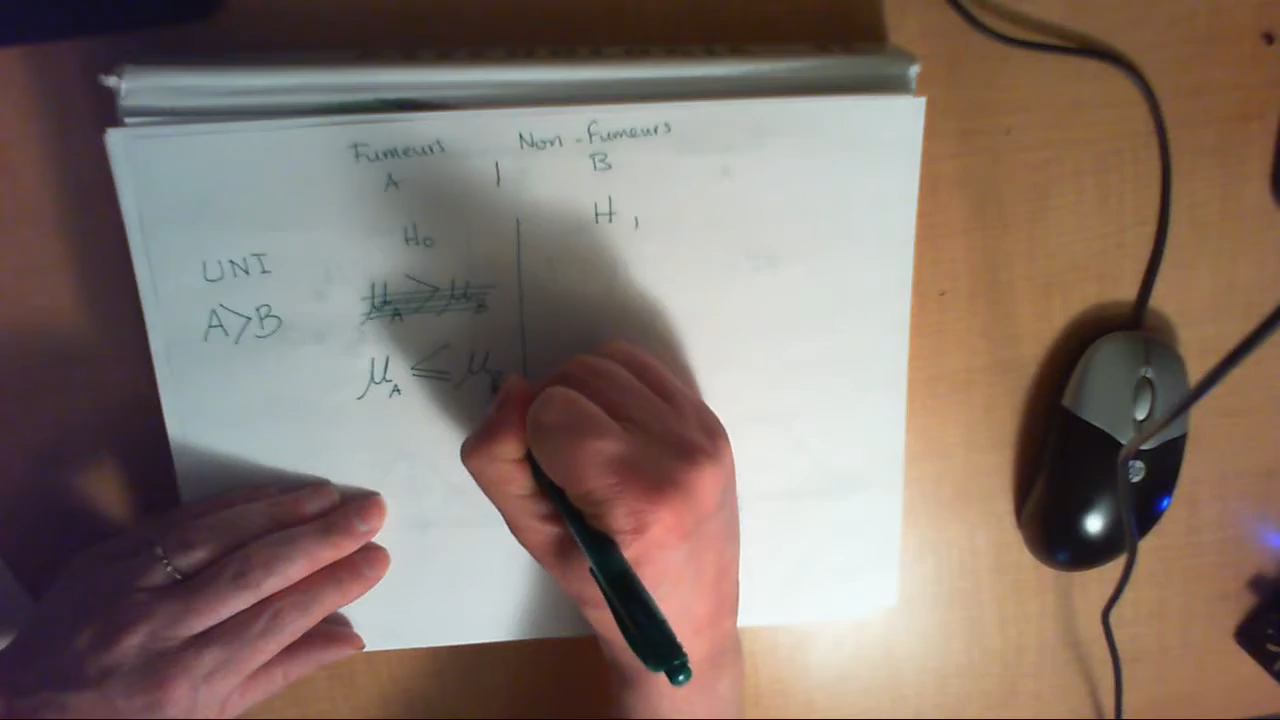 Fumeurs Non-Fumeurs
A | B
H₀ H₁
UNI μA > μB
A>B
μA ≤ μB